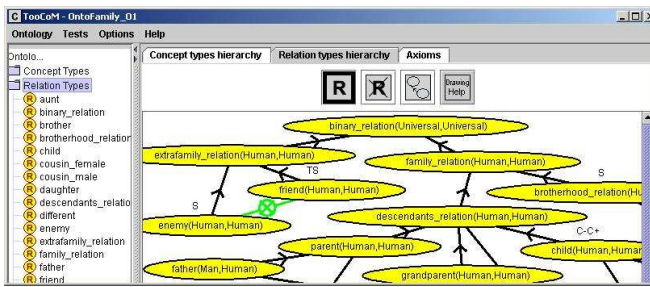 C TooCoM - OntoFamily_01
Ontology Tests Options Help
Ontolo...
Concept Types
Relation Types
R aunt
R binary_relation
R brother
R brotherhood_relation
R child
R cousin_female
R cousin_male
R daughter
R descendants_relatio
R different
R enemy
R extrafamily_relation
R family_relation
R father
R friend
Concept types hierarchy Relation types hierarchy Axioms
R R Drawing
Help
binary_relation(Universal,Universal)
extrafamily_relation(Human,Human) family_relation(Human,Human)
TS S
friend(Human,Human) brotherhood_relation(Hu
S descendants_relation(Human,Human)
enemy(Human,Human) C-C+
parent(Human,Human) child(Human,Humar
father(Man,Human) grandparent(Human,Human)